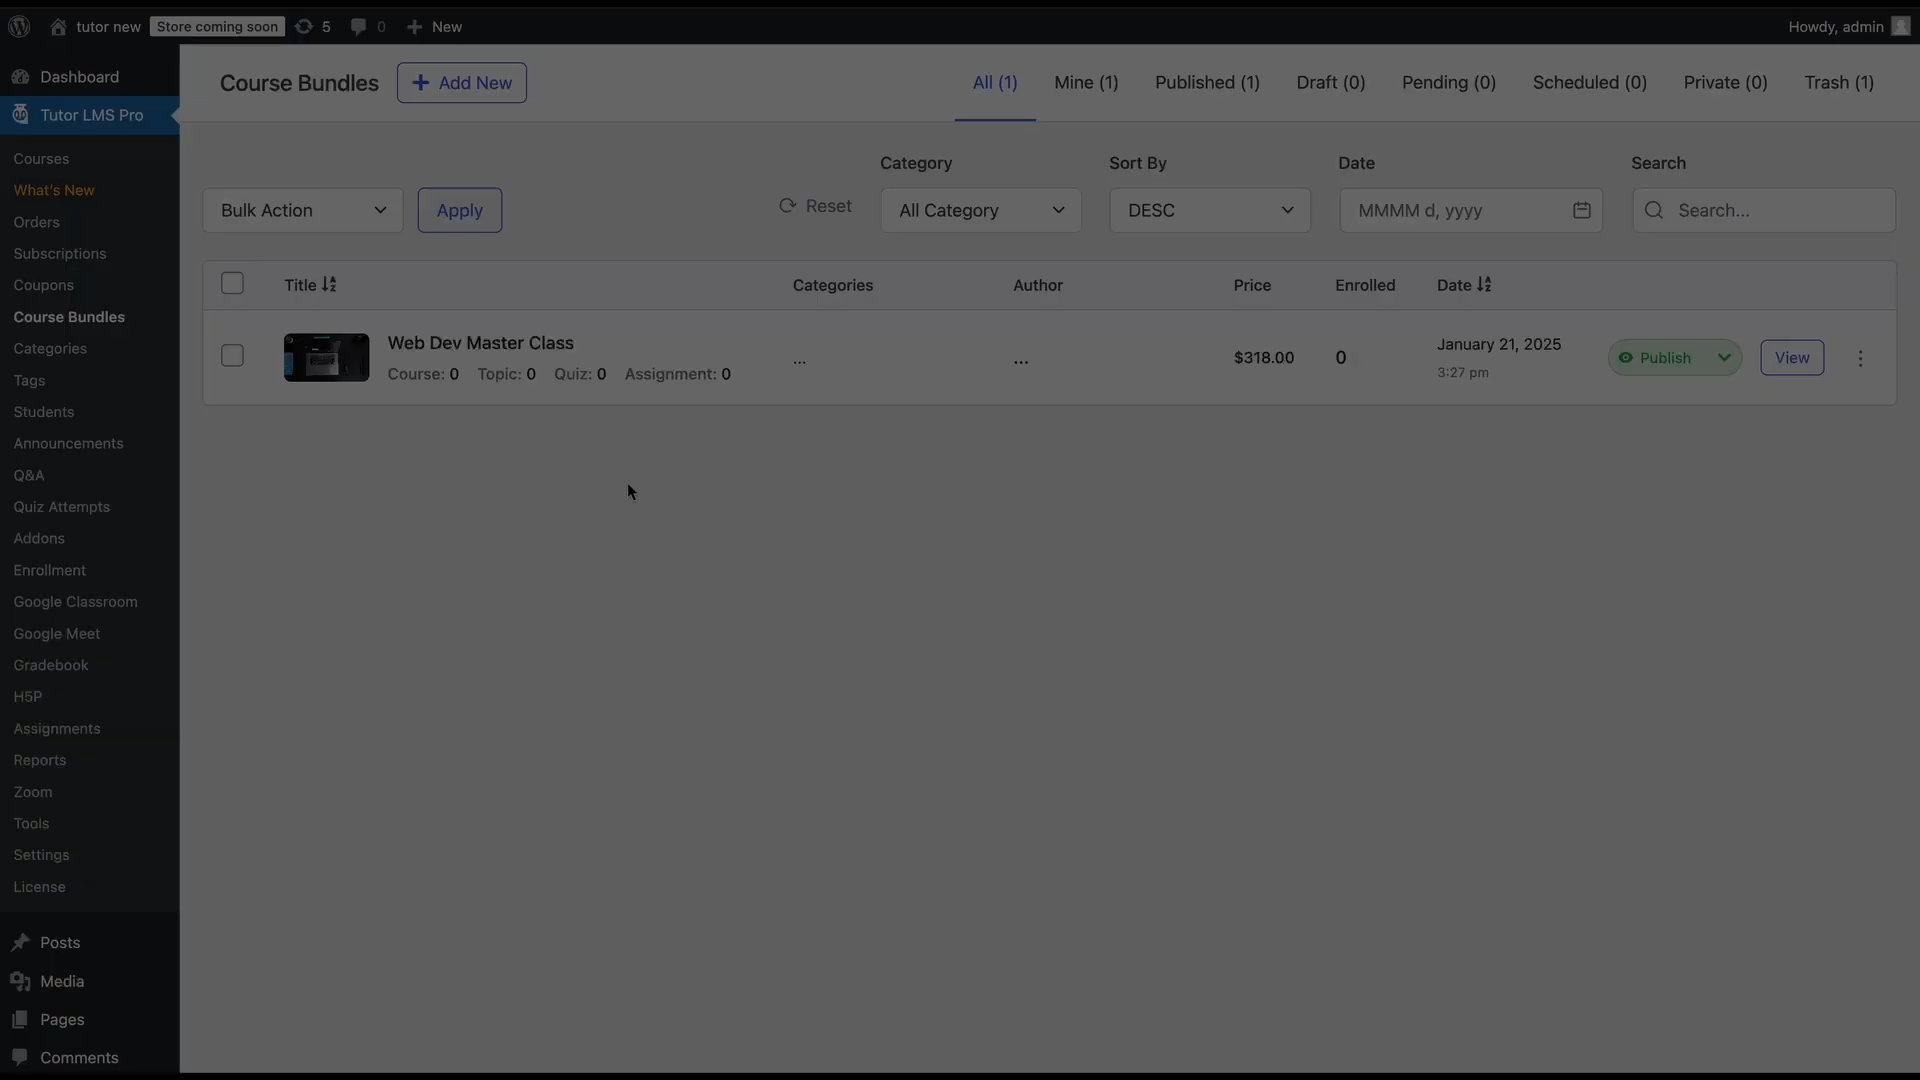 tutor new Store coming soon 5 0 New Howdy, admin
Dashboard
Tutor LMS Pro
Courses
What's New
Orders
Subscriptions
Coupons
Course Bundles
Categories
Tags
Students
Announcements
Q&A
Quiz Attempts
Addons
Enrollment
Google Classroom
Google Meet
Gradebook
H5P
Assignments
Reports
Zoom
Tools
Settings
License
Posts
Media
Pages
Comments
Course Bundles + Add New All (1) Mine (1) Published (1) Draft (0) Pending (0) Scheduled (0) Private (0) Trash (1)
Category Sort By Date Search
Bulk Action Apply Reset All Category DESC MMMM d, yyyy Search...
Title Categories Author Price Enrolled Date
Web Dev Master Class ... ... $318.00 0 January 21, 2025 Publish View
Course: 0 Topic: 0 Quiz: 0 Assignment: 0 3:27 pm